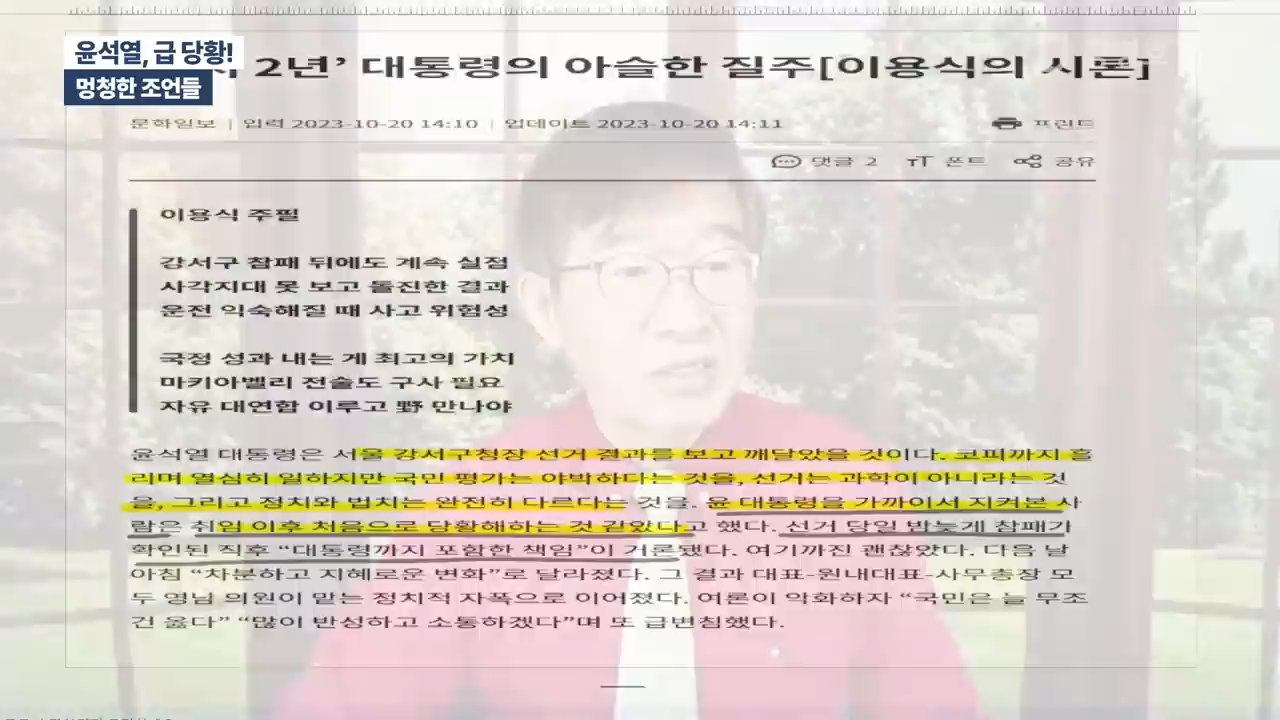 윤석열, 급 당황!
멍청한 조언들
2년’ 대통령의 아슬한 질주[이용식의 시론]
문화일보 | 입력 2023-10-20 14:10 | 업데이트 2023-10-20 14:11
프린트
댓글 2 TT 폰트 공유
이용식 주필
강서구 참패 뒤에도 계속 실점
사각지대 못 보고 돌진한 결과
운전 익숙해질 때 사고 위험성
국정 성과 내는 게 최고의 가치
마키아벨리 전술도 구사 필요
자유 대연합 이루고 野 만나야
윤석열 대통령은 서울 강서구청장 선거 결과를 보고 깨달았을 것이다. 코피까지 흘
리며 열심히 일하지만 국민 평가는 야박하다는 것을, 선거는 과학이 아니라는 것
을, 그리고 정치와 법치는 완전히 다르다는 것을. 윤 대통령을 가까이서 지켜본 사
람은 취임 이후 처음으로 당황해하는 것 같았다고 했다. 선거 당일 밤늦게 참패가
확인된 직후 “대통령까지 포함한 책임”이 거론됐다. 여기까진 괜찮았다. 다음 날
아침 “차분하고 지혜로운 변화”로 달라졌다. 그 결과 대표-원내대표-사무총장 모
두 영남 의원이 맡는 정치적 자폭으로 이어졌다. 여론이 악화하자 “국민은 늘 무조
건 옳다” “많이 반성하고 소통하겠다”며 또 급변침했다.